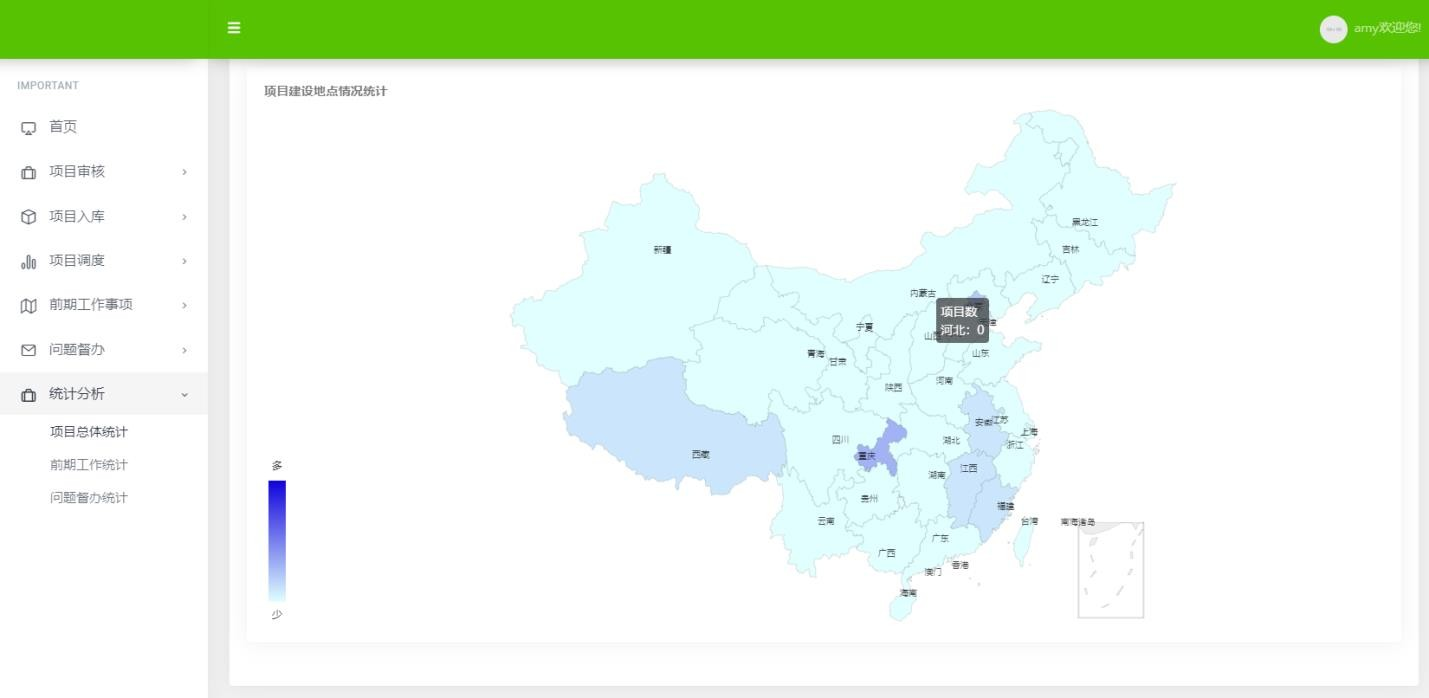 amy欢迎您!
IMPORTANT
首页
项目审核
项目入库
项目调度
前期工作事项
问题督办
统计分析
项目总体统计
前期工作统计
问题督办统计
项目建设地点情况统计
黑龙江
吉林
新疆
辽宁
内蒙古
项目数
河北: 0
宁夏
山西
青海
甘肃
山东
陕西
河南
安徽
江苏
上海
四川
湖北
浙江
重庆
西藏
江西
湖南
贵州
福建
云南
台湾
南海诸岛
广东
广西
香港
澳门
海南
多
少